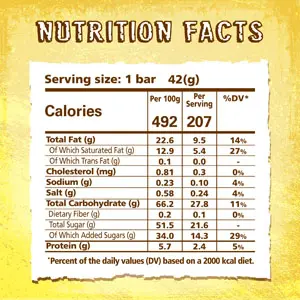 NUTRITION FACTS
Serving size: 1 bar 42(g)
Calories Per 100g 492 Per Serving 207 %DV*
Total Fat (g) 22.6 9.5 14%
Of Which Saturated Fat (g) 12.9 5.4 27%
Of Which Trans Fat (g) 0.1 0.0 -
Cholesterol (mg) 0.81 0.3 0%
Sodium (g) 0.23 0.10 4%
Salt (g) 0.58 0.24 4%
Total Carbohydrate (g) 66.2 27.8 11%
Dietary Fiber (g) 0.2 0.1 0%
Total Sugar (g) 51.5 21.6 -
Of Which Added Sugars (g) 34.0 14.3 29%
Protein (g) 5.7 2.4 5%
*Percent of the daily values (DV) based on a 2000 kcal diet.